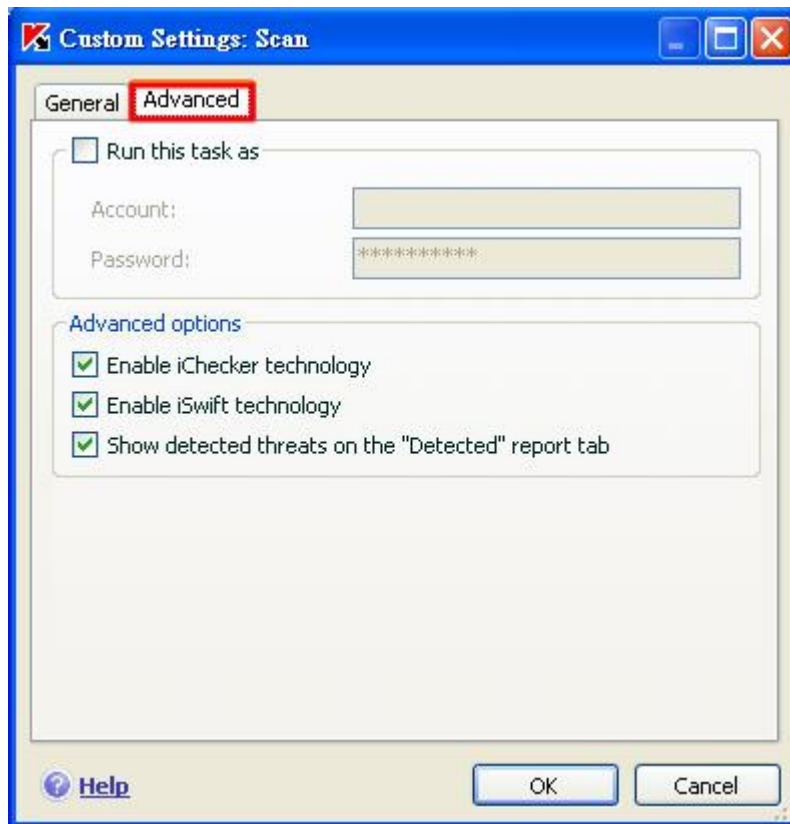 Custom Settings: Scan
General
Advanced
Run this task as
Account:
Password:
**********
Advanced options
Enable iChecker technology
Enable iSwift technology
Show detected threats on the "Detected" report tab
Help
OK
Cancel